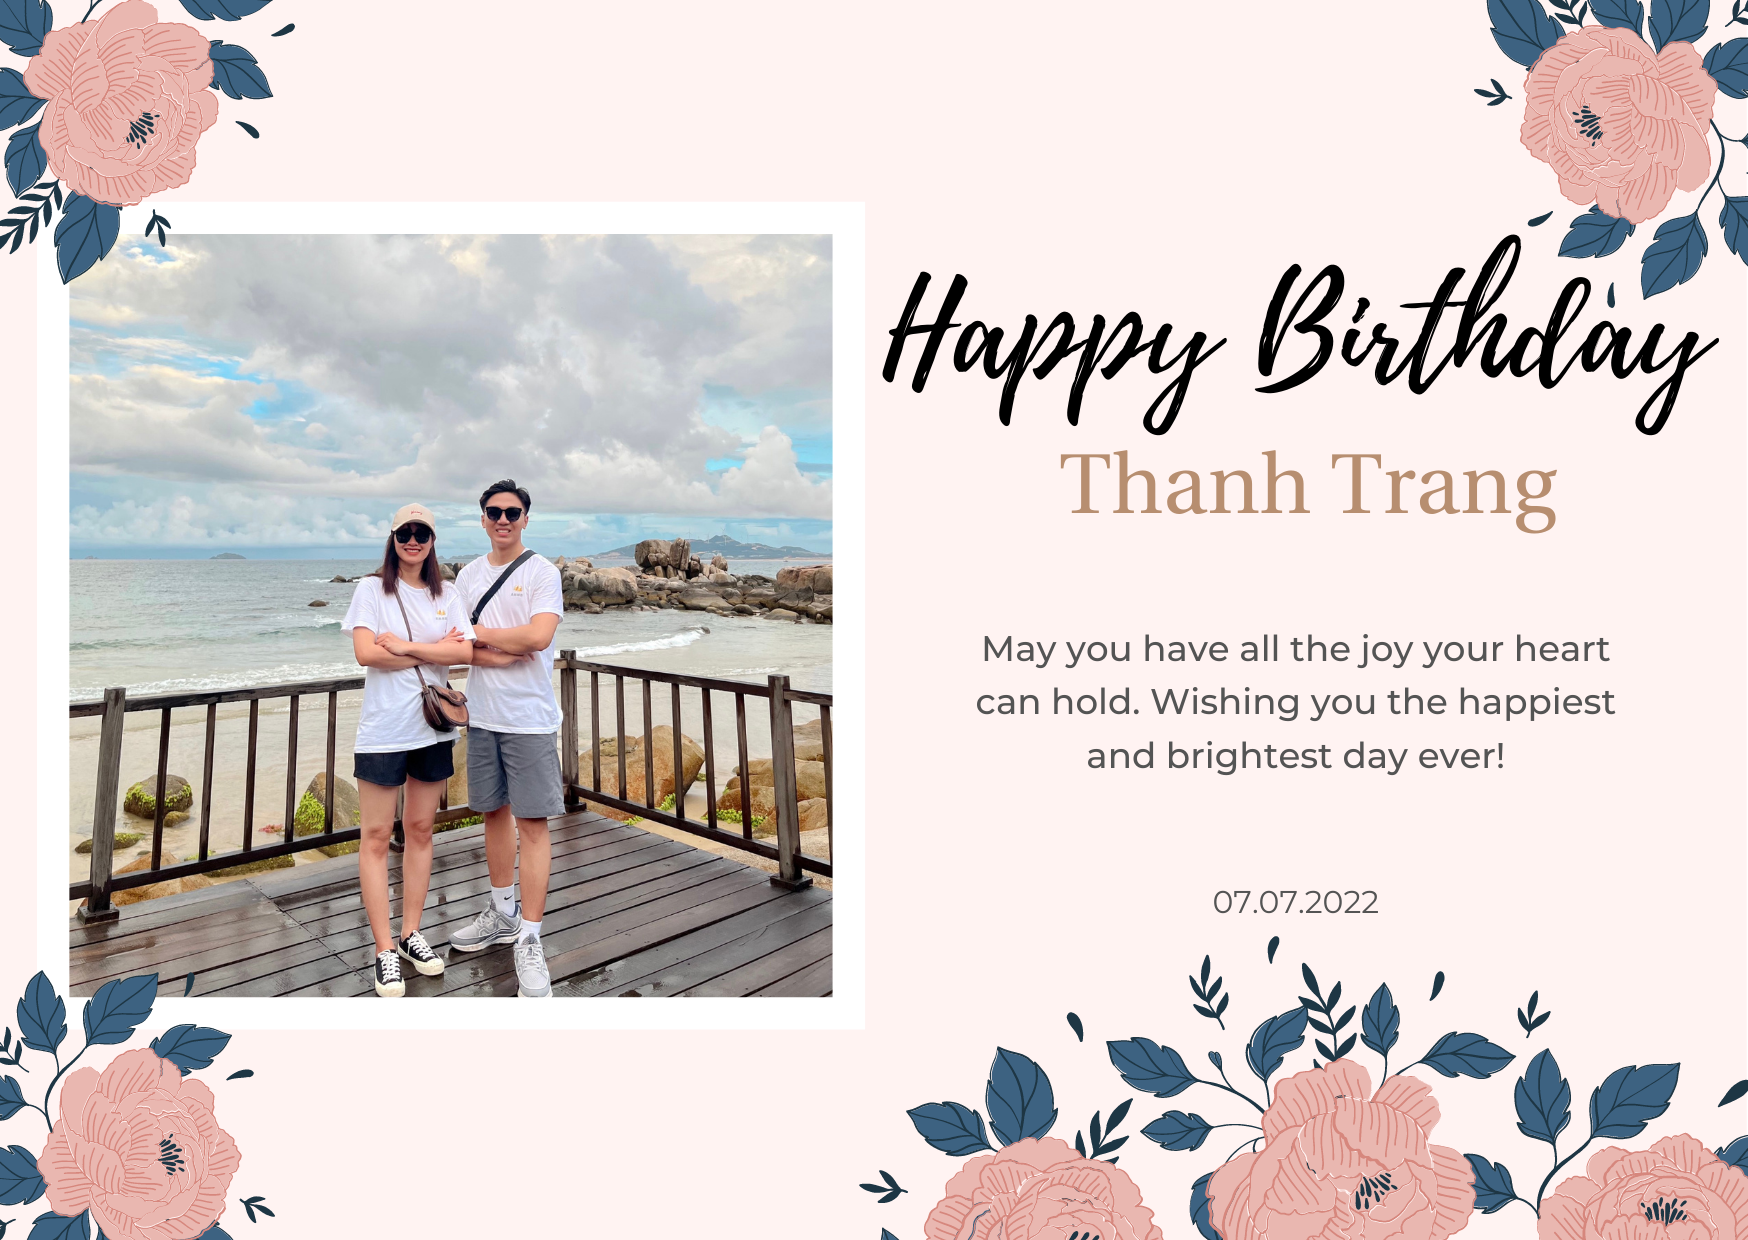 Happy Birthday
Thanh Trang
May you have all the joy your heart
can hold. Wishing you the happiest
and brightest day ever!
07.07.2022